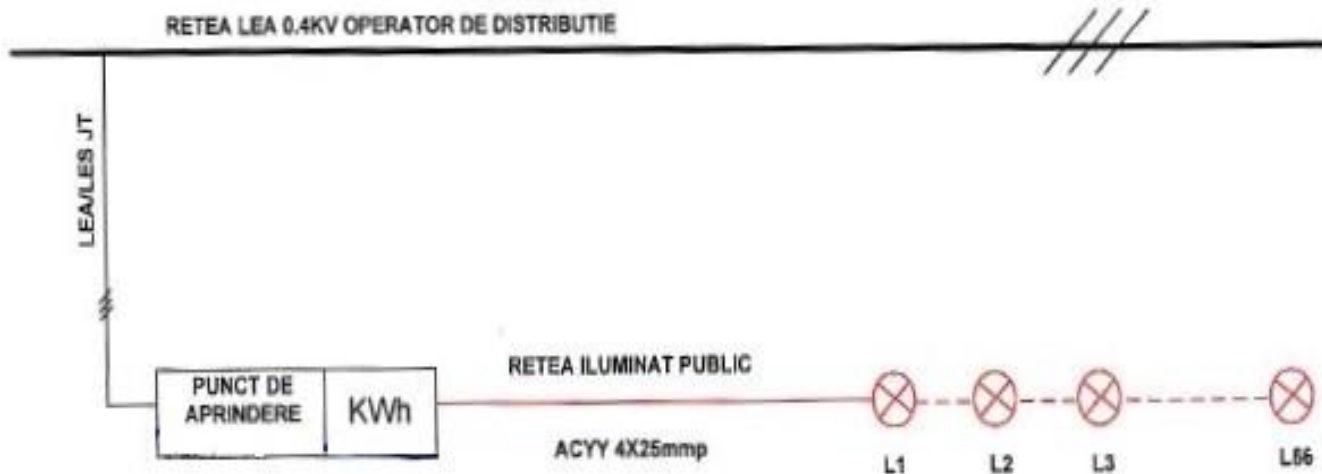 RETEA LEA 0.4KV OPERATOR DE DISTRIBUTIE
LEA/LES JT
PUNCT DE
APRINDERE
KWh
RETEA ILUMINAT PUBLIC
ACYY 4X25mmp
L1
L2
L3
L66